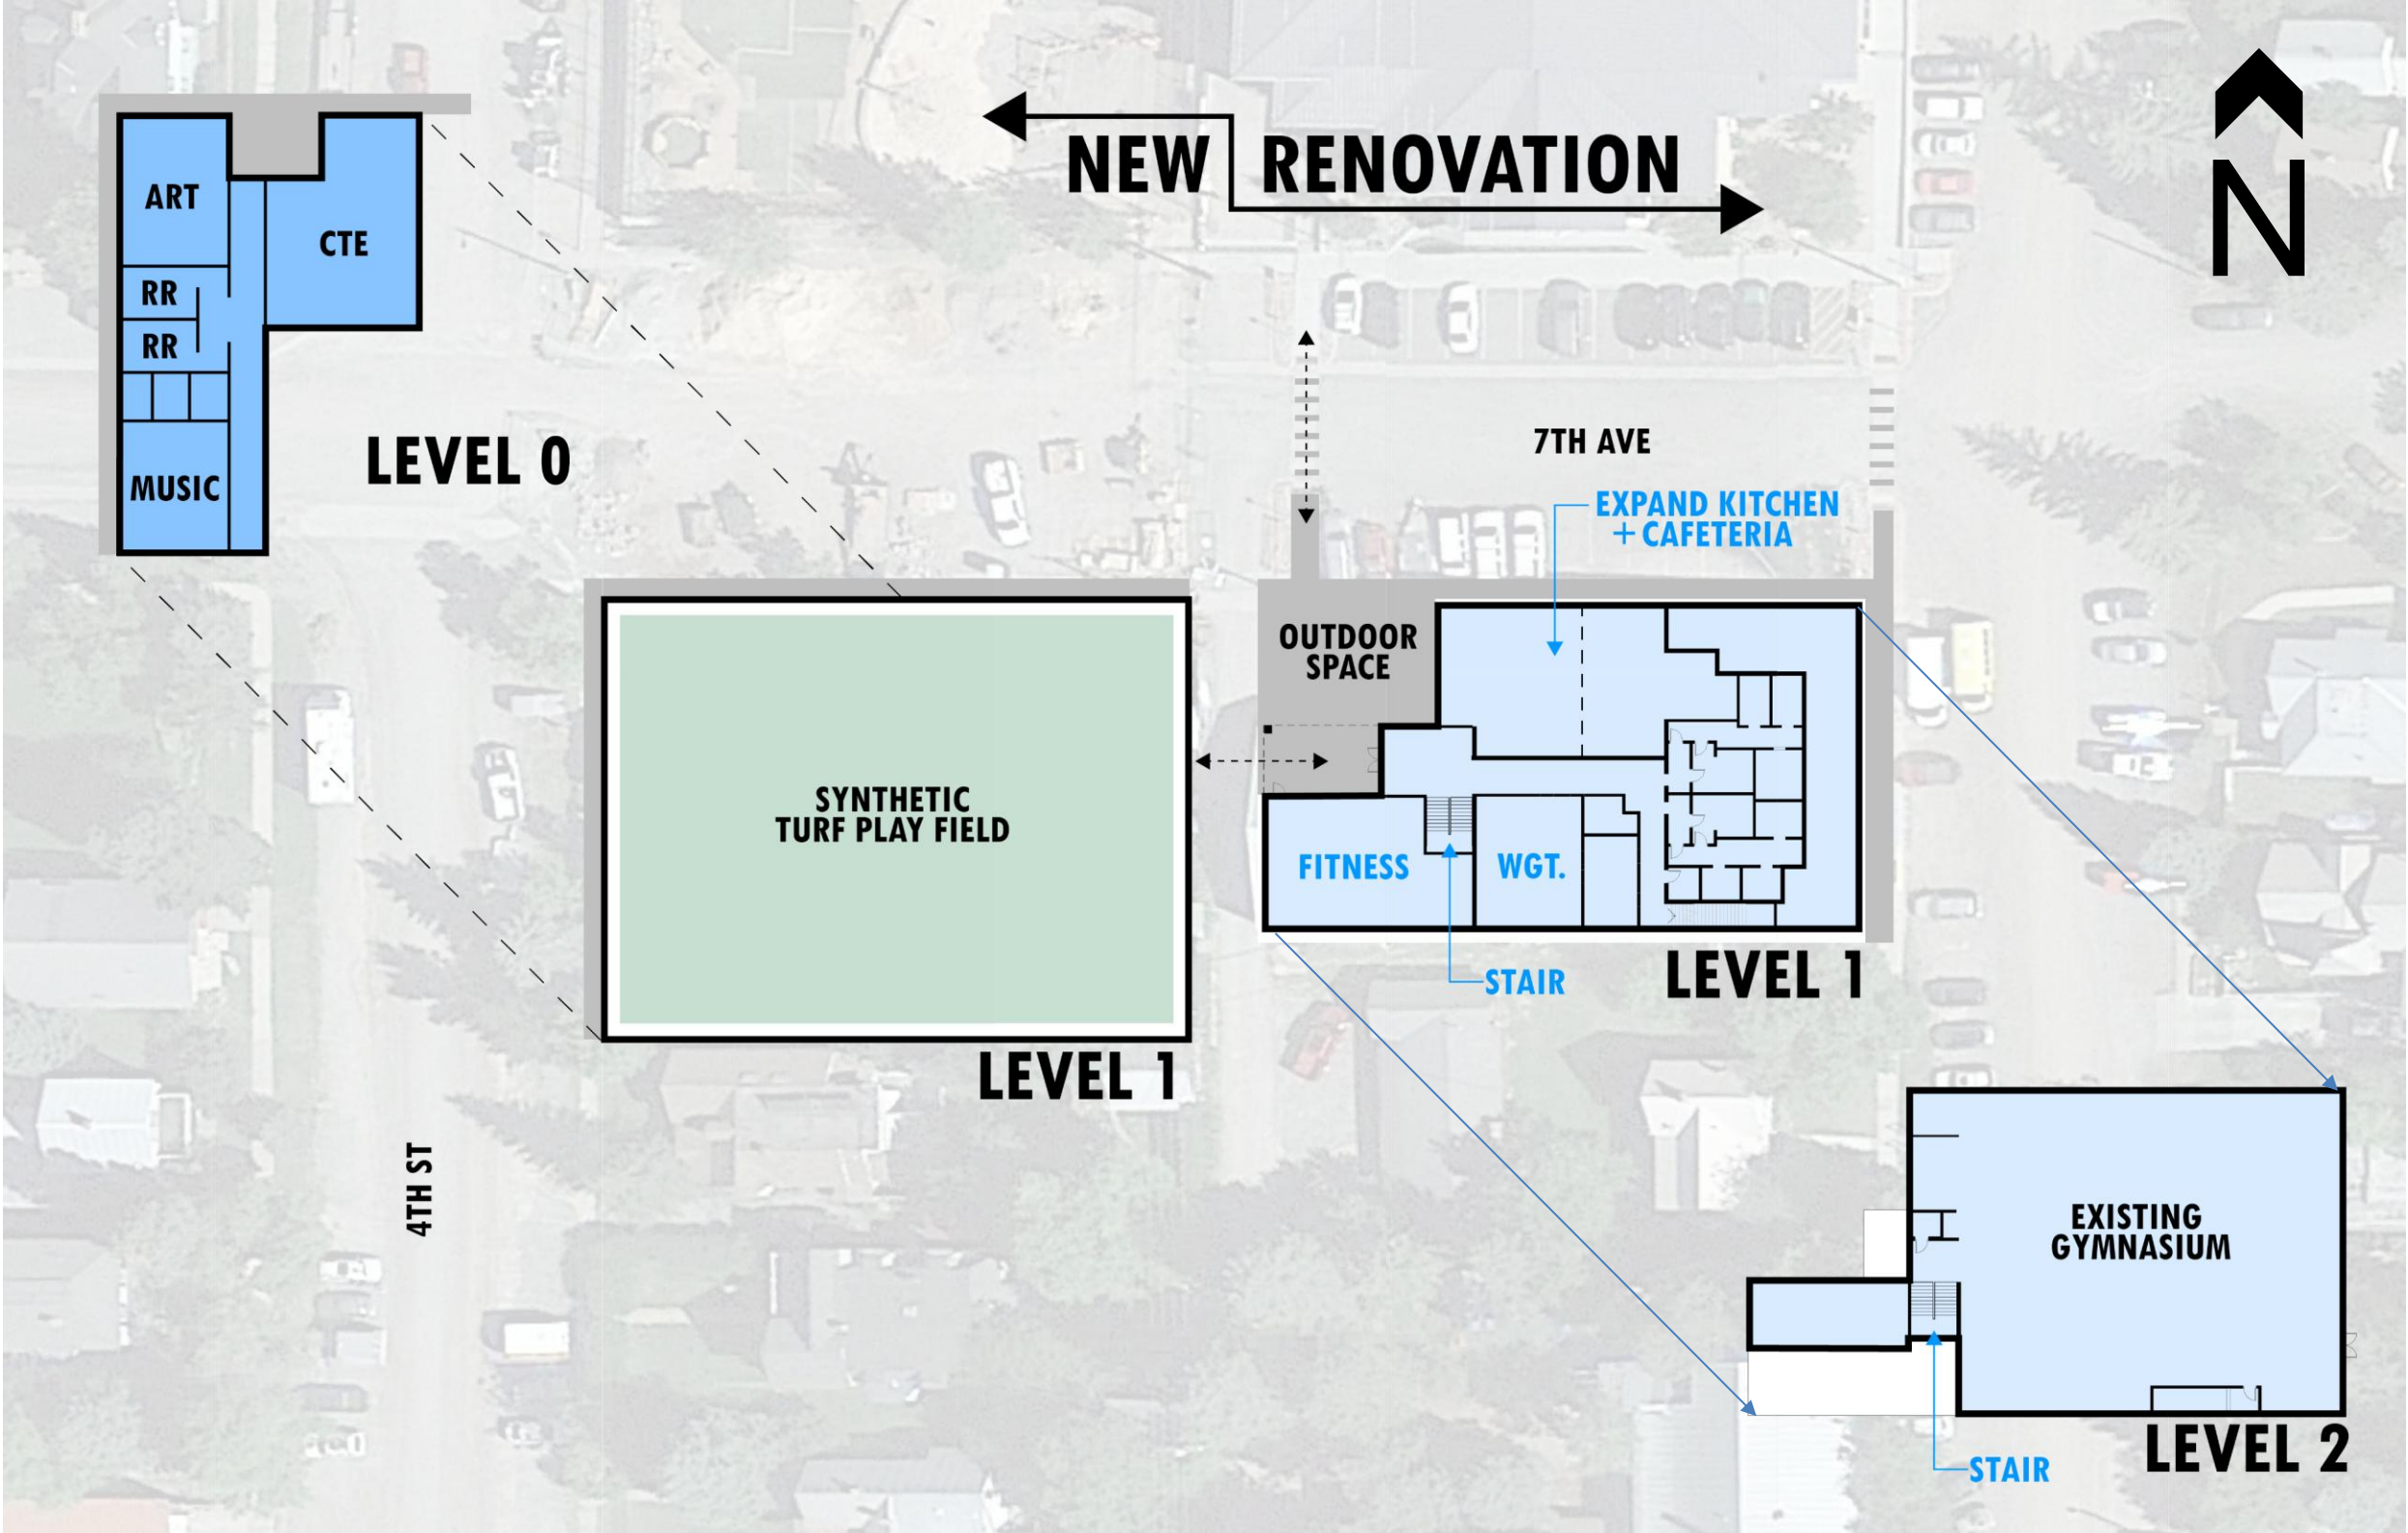 NEW
RENOVATION
N
ART
CTE
RR
RR
MUSIC
LEVEL 0
7TH AVE
EXPAND KITCHEN
+ CAFETERIA
OUTDOOR
SPACE
SYNTHETIC
TURF PLAY FIELD
FITNESS
WGT.
STAIR
LEVEL 1
LEVEL 1
4TH ST
EXISTING
GYMNASIUM
STAIR
LEVEL 2